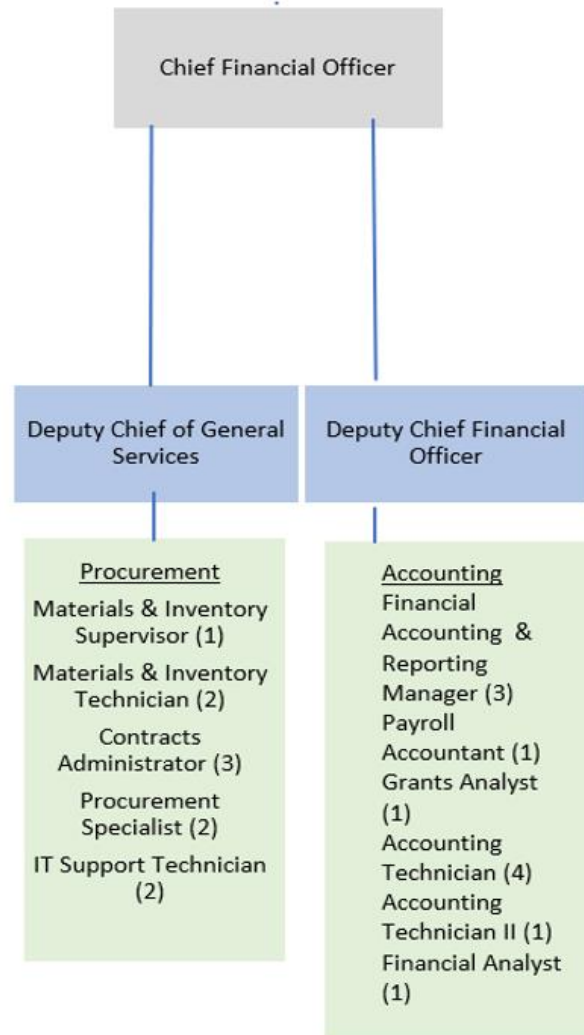 Chief Financial Officer
Deputy Chief of General
Services
Deputy Chief Financial
Officer
Procurement
Materials & Inventory
Supervisor (1)
Materials & Inventory
Technician (2)
Contracts
Administrator (3)
Procurement
Specialist (2)
IT Support Technician
(2)
Accounting
Financial
Accounting &
Reporting
Manager (3)
Payroll
Accountant (1)
Grants Analyst
(1)
Accounting
Technician (4)
Accounting
Technician II (1)
Financial Analyst
(1)